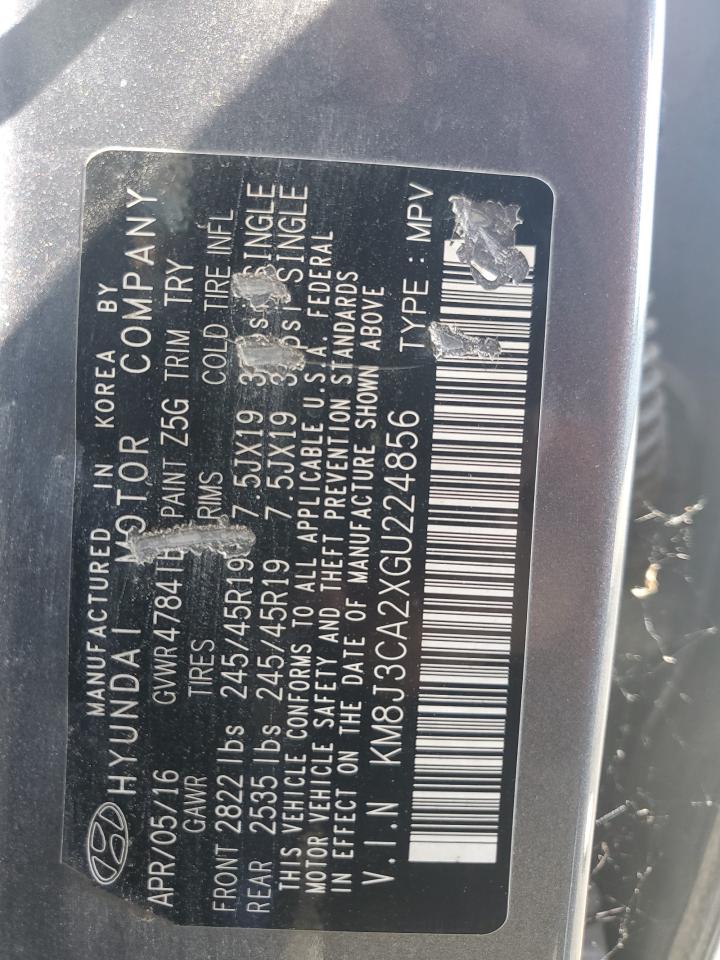 MANUFACTURED IN KOREA BY
HYUNDAI MOTOR COMPANY
APR/05/16 GVWR4784lb PAINT Z5G TRIM TRY
GAWR TIRES RIMS COLD TIRE INFL
FRONT 2822 lbs 245/45R19 7.5JX19 SINGLE
REAR 2535 lbs 245/45R19 7.5JX19 SINGLE
THIS VEHICLE CONFORMS TO ALL APPLICABLE U.S.A. FEDERAL
MOTOR VEHICLE SAFETY AND THEFT PREVENTION STANDARDS
IN EFFECT ON THE DATE OF MANUFACTURE SHOWN ABOVE
V.I.N KM8J3CA2XGU224856 TYPE : MPV